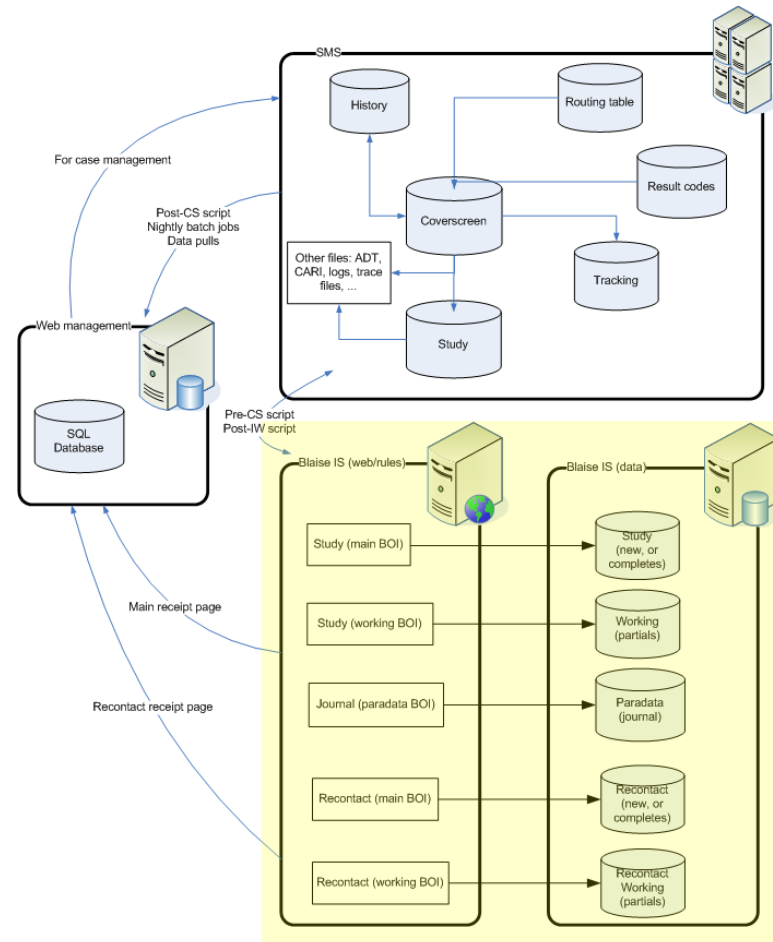 SMS
History
Routing table
For case management
Result codes
Coverscreen
Post-CS script
Nightly batch jobs
Data pulls
Other files: ADT,
CARI, logs, trace
files, ...
Tracking
Web management
Study
SQL
Database
Pre-CS script
Post-IW script
Blaise IS (web/rules)
Blaise IS (data)
Study (main BOI)
Study
(new, or
completes)
Main receipt page
Study (working BOI)
Working
(partials)
Recontact receipt page
Journal (paradata BOI)
Paradata
(journal)
Recontact (main BOI)
Recontact
(new, or
completes)
Recontact (working BOI)
Recontact
Working
(partials)